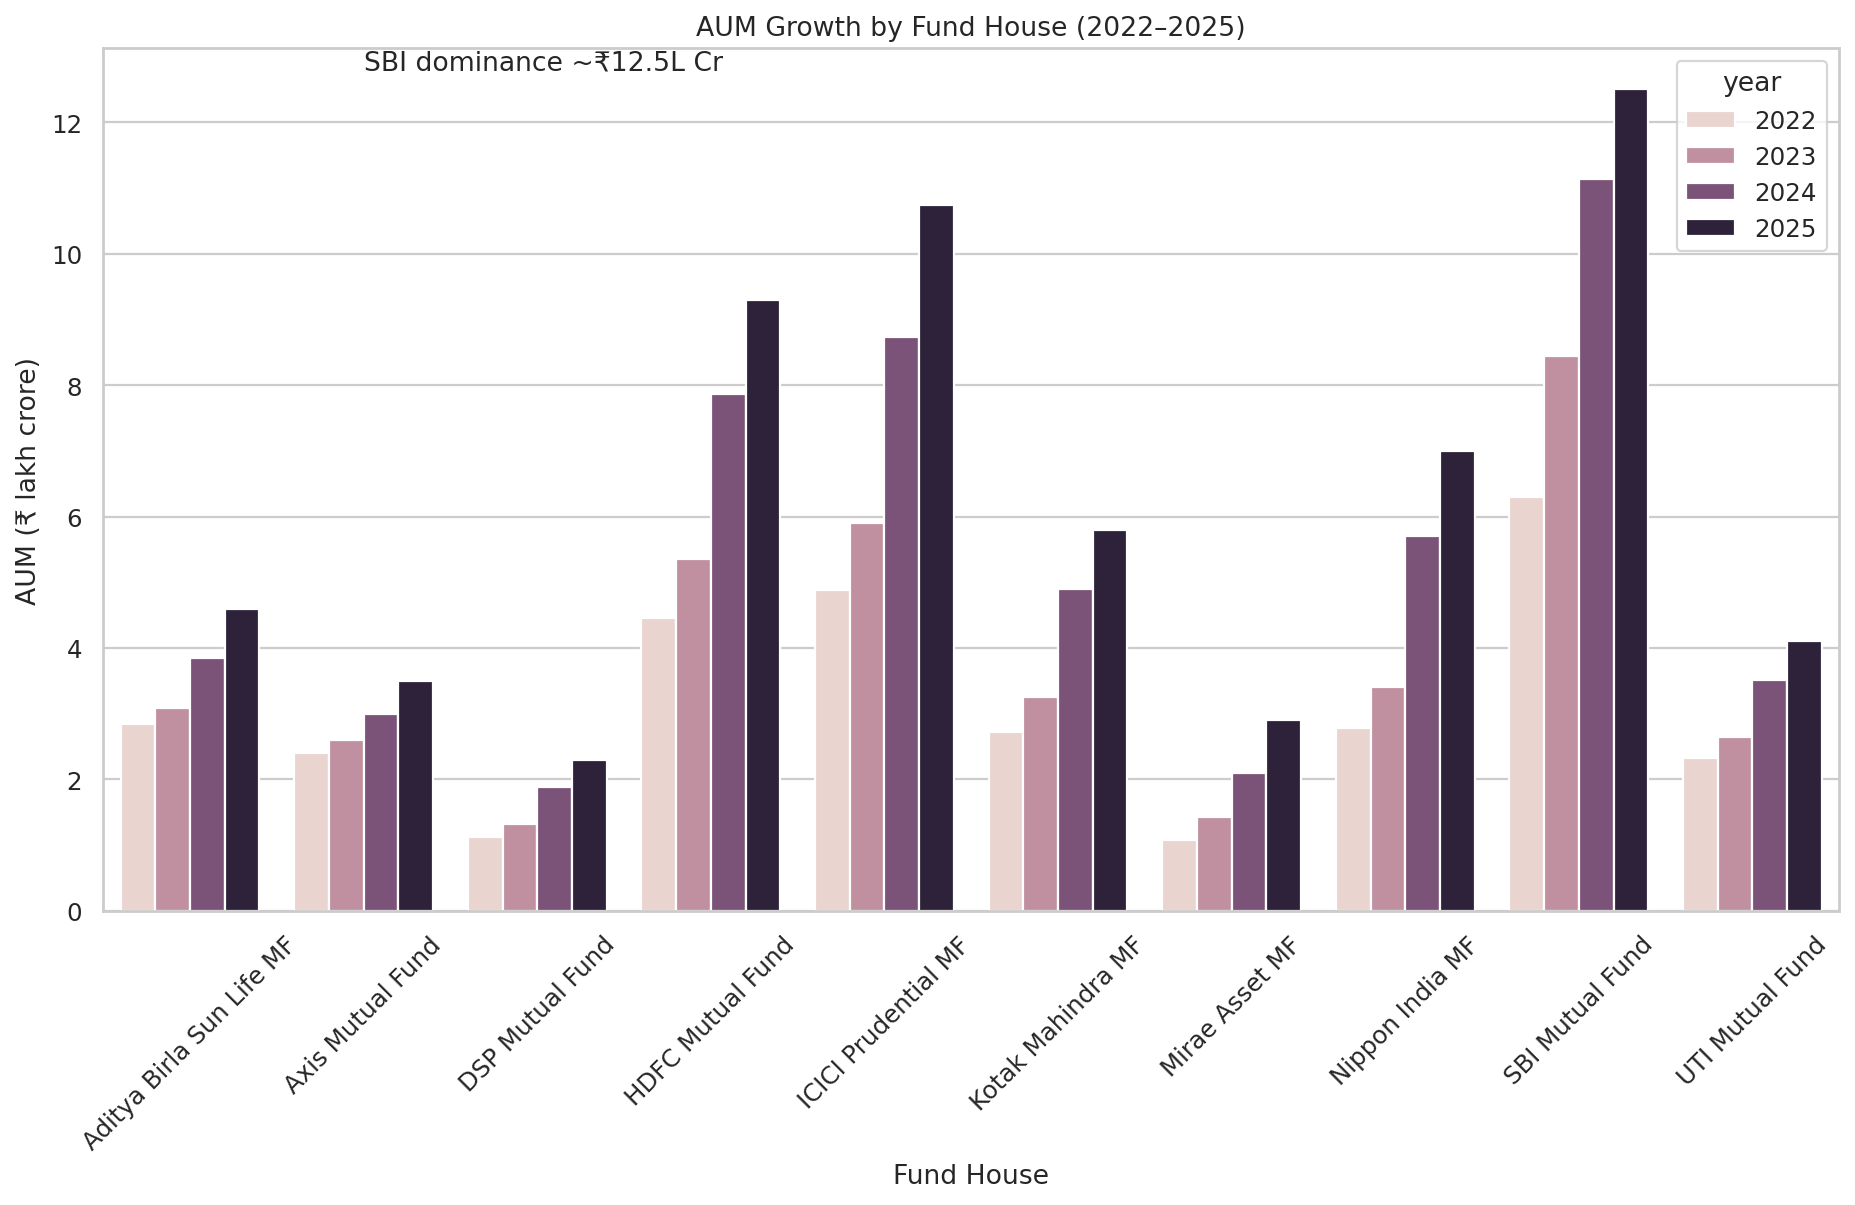 AUM Growth by Fund House (2022–2025)
SBI dominance ~₹12.5L Cr
year
2022
2023
2024
2025
AUM (₹ lakh crore)
12
10
8
6
4
2
0
Aditya Birla Sun Life MF
Axis Mutual Fund
DSP Mutual Fund
HDFC Mutual Fund
ICICI Prudential MF
Kotak Mahindra MF
Mirae Asset MF
Nippon India MF
SBI Mutual Fund
UTI Mutual Fund
Fund House